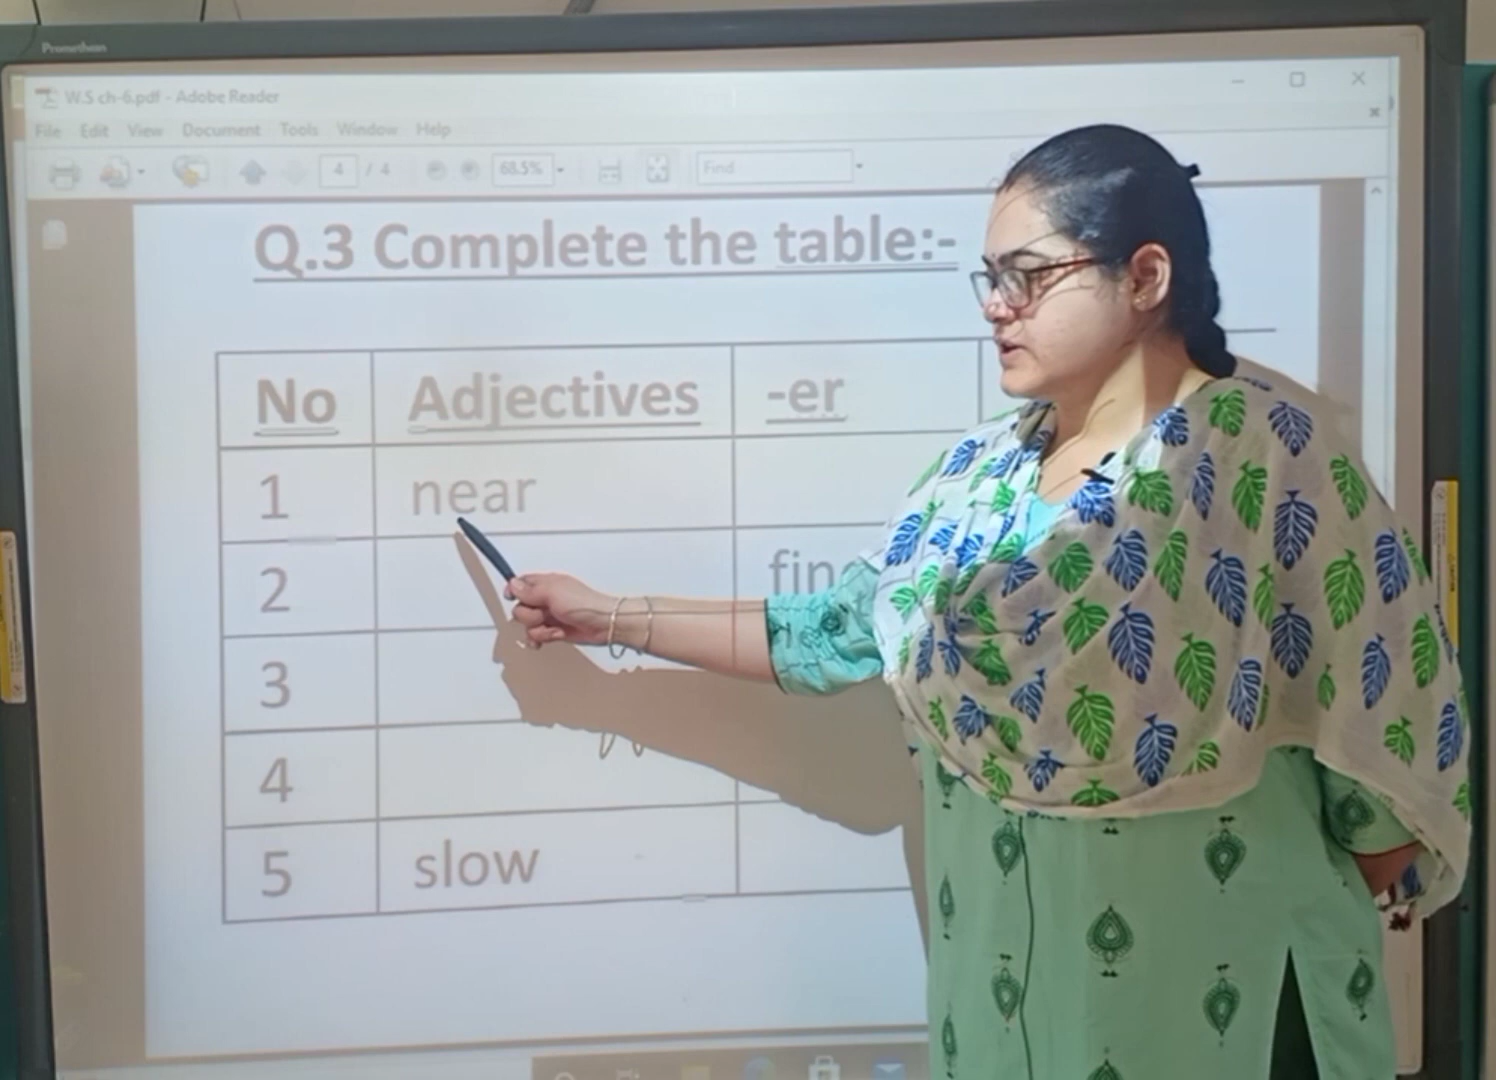 Promethean
W.S ch-6.pdf - Adobe Reader
File Edit View Document Tools Window Help
4 / 4 68.5% Find
Q.3 Complete the table:-
No Adjectives -er
1 near
2
3
4
5 slow